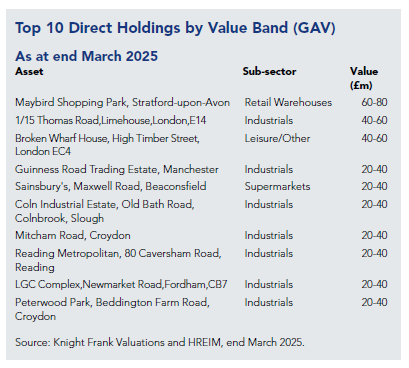 Top 10 Direct Holdings by Value Band (GAV)
As at end March 2025
Asset Sub-sector Value
(£m)
Maybird Shopping Park, Stratford-upon-Avon Retail Warehouses 60-80
1/15 Thomas Road,Limehouse,London,E14 Industrials 40-60
Broken Wharf House, High Timber Street, Leisure/Other 40-60
London EC4
Guinness Road Trading Estate, Manchester Industrials 20-40
Sainsbury's, Maxwell Road, Beaconsfield Supermarkets 20-40
Coln Industrial Estate, Old Bath Road, Industrials 20-40
Colnbrook, Slough
Mitcham Road, Croydon Industrials 20-40
Reading Metropolitan, 80 Caversham Road, Industrials 20-40
Reading
LGC Complex,Newmarket Road,Fordham,CB7 Industrials 20-40
Peterwood Park, Beddington Farm Road, Industrials 20-40
Croydon
Source: Knight Frank Valuations and HREIM, end March 2025.